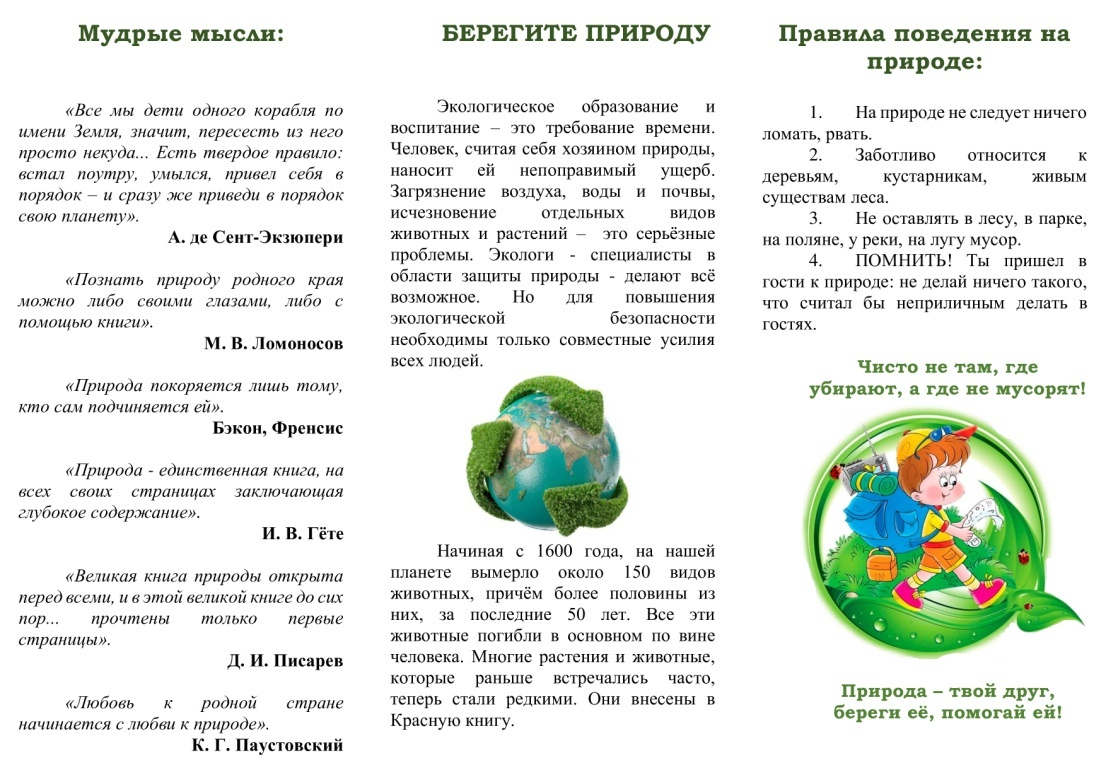 Мудрые мысли:
«Все мы дети одного корабля по
имени Земля, значит, пересесть из него
просто некуда... Есть твердое правило:
встал поутру, умылся, привел себя в
порядок – и сразу же приведи в порядок
свою планету».
А. де Сент-Экзюпери
«Познать природу родного края
можно либо своими глазами, либо с
помощью книги».
М. В. Ломоносов
«Природа покоряется лишь тому,
кто сам подчиняется ей».
Бэкон, Френсис
«Природа - единственная книга, на
всех своих страницах заключающая
глубокое содержание».
И. В. Гёте
«Великая книга природы открыта
перед всеми, и в этой великой книге до сих
пор... прочтены только первые
страницы».
Д. И. Писарев
«Любовь к родной стране
начинается с любви к природе».
К. Г. Паустовский
БЕРЕГИТЕ ПРИРОДУ
Экологическое образование и
воспитание – это требование времени.
Человек, считая себя хозяином природы,
наносит ей непоправимый ущерб.
Загрязнение воздуха, воды и почвы,
исчезновение отдельных видов
животных и растений – это серьёзные
проблемы. Экологи - специалисты в
области защиты природы - делают всё
возможное. Но для повышения
экологической безопасности
необходимы только совместные усилия
всех людей.
Начиная с 1600 года, на нашей
планете вымерло около 150 видов
животных, причём более половины из
них, за последние 50 лет. Все эти
животные погибли в основном по вине
человека. Многие растения и животные,
которые раньше встречались часто,
теперь стали редкими. Они внесены в
Красную книгу.
Правила поведения на
природе:
1. На природе не следует ничего
ломать, рвать.
2. Заботливо относится к
деревьям, кустарникам, живым
существам леса.
3. Не оставлять в лесу, в парке,
на поляне, у реки, на лугу мусор.
4. ПОМНИТЬ! Ты пришел в
гости к природе: не делай ничего такого,
что считал бы неприличным делать в
гостях.
Чисто не там, где
убирают, а где не мусорят!
Природа – твой друг,
береги её, помогай ей!